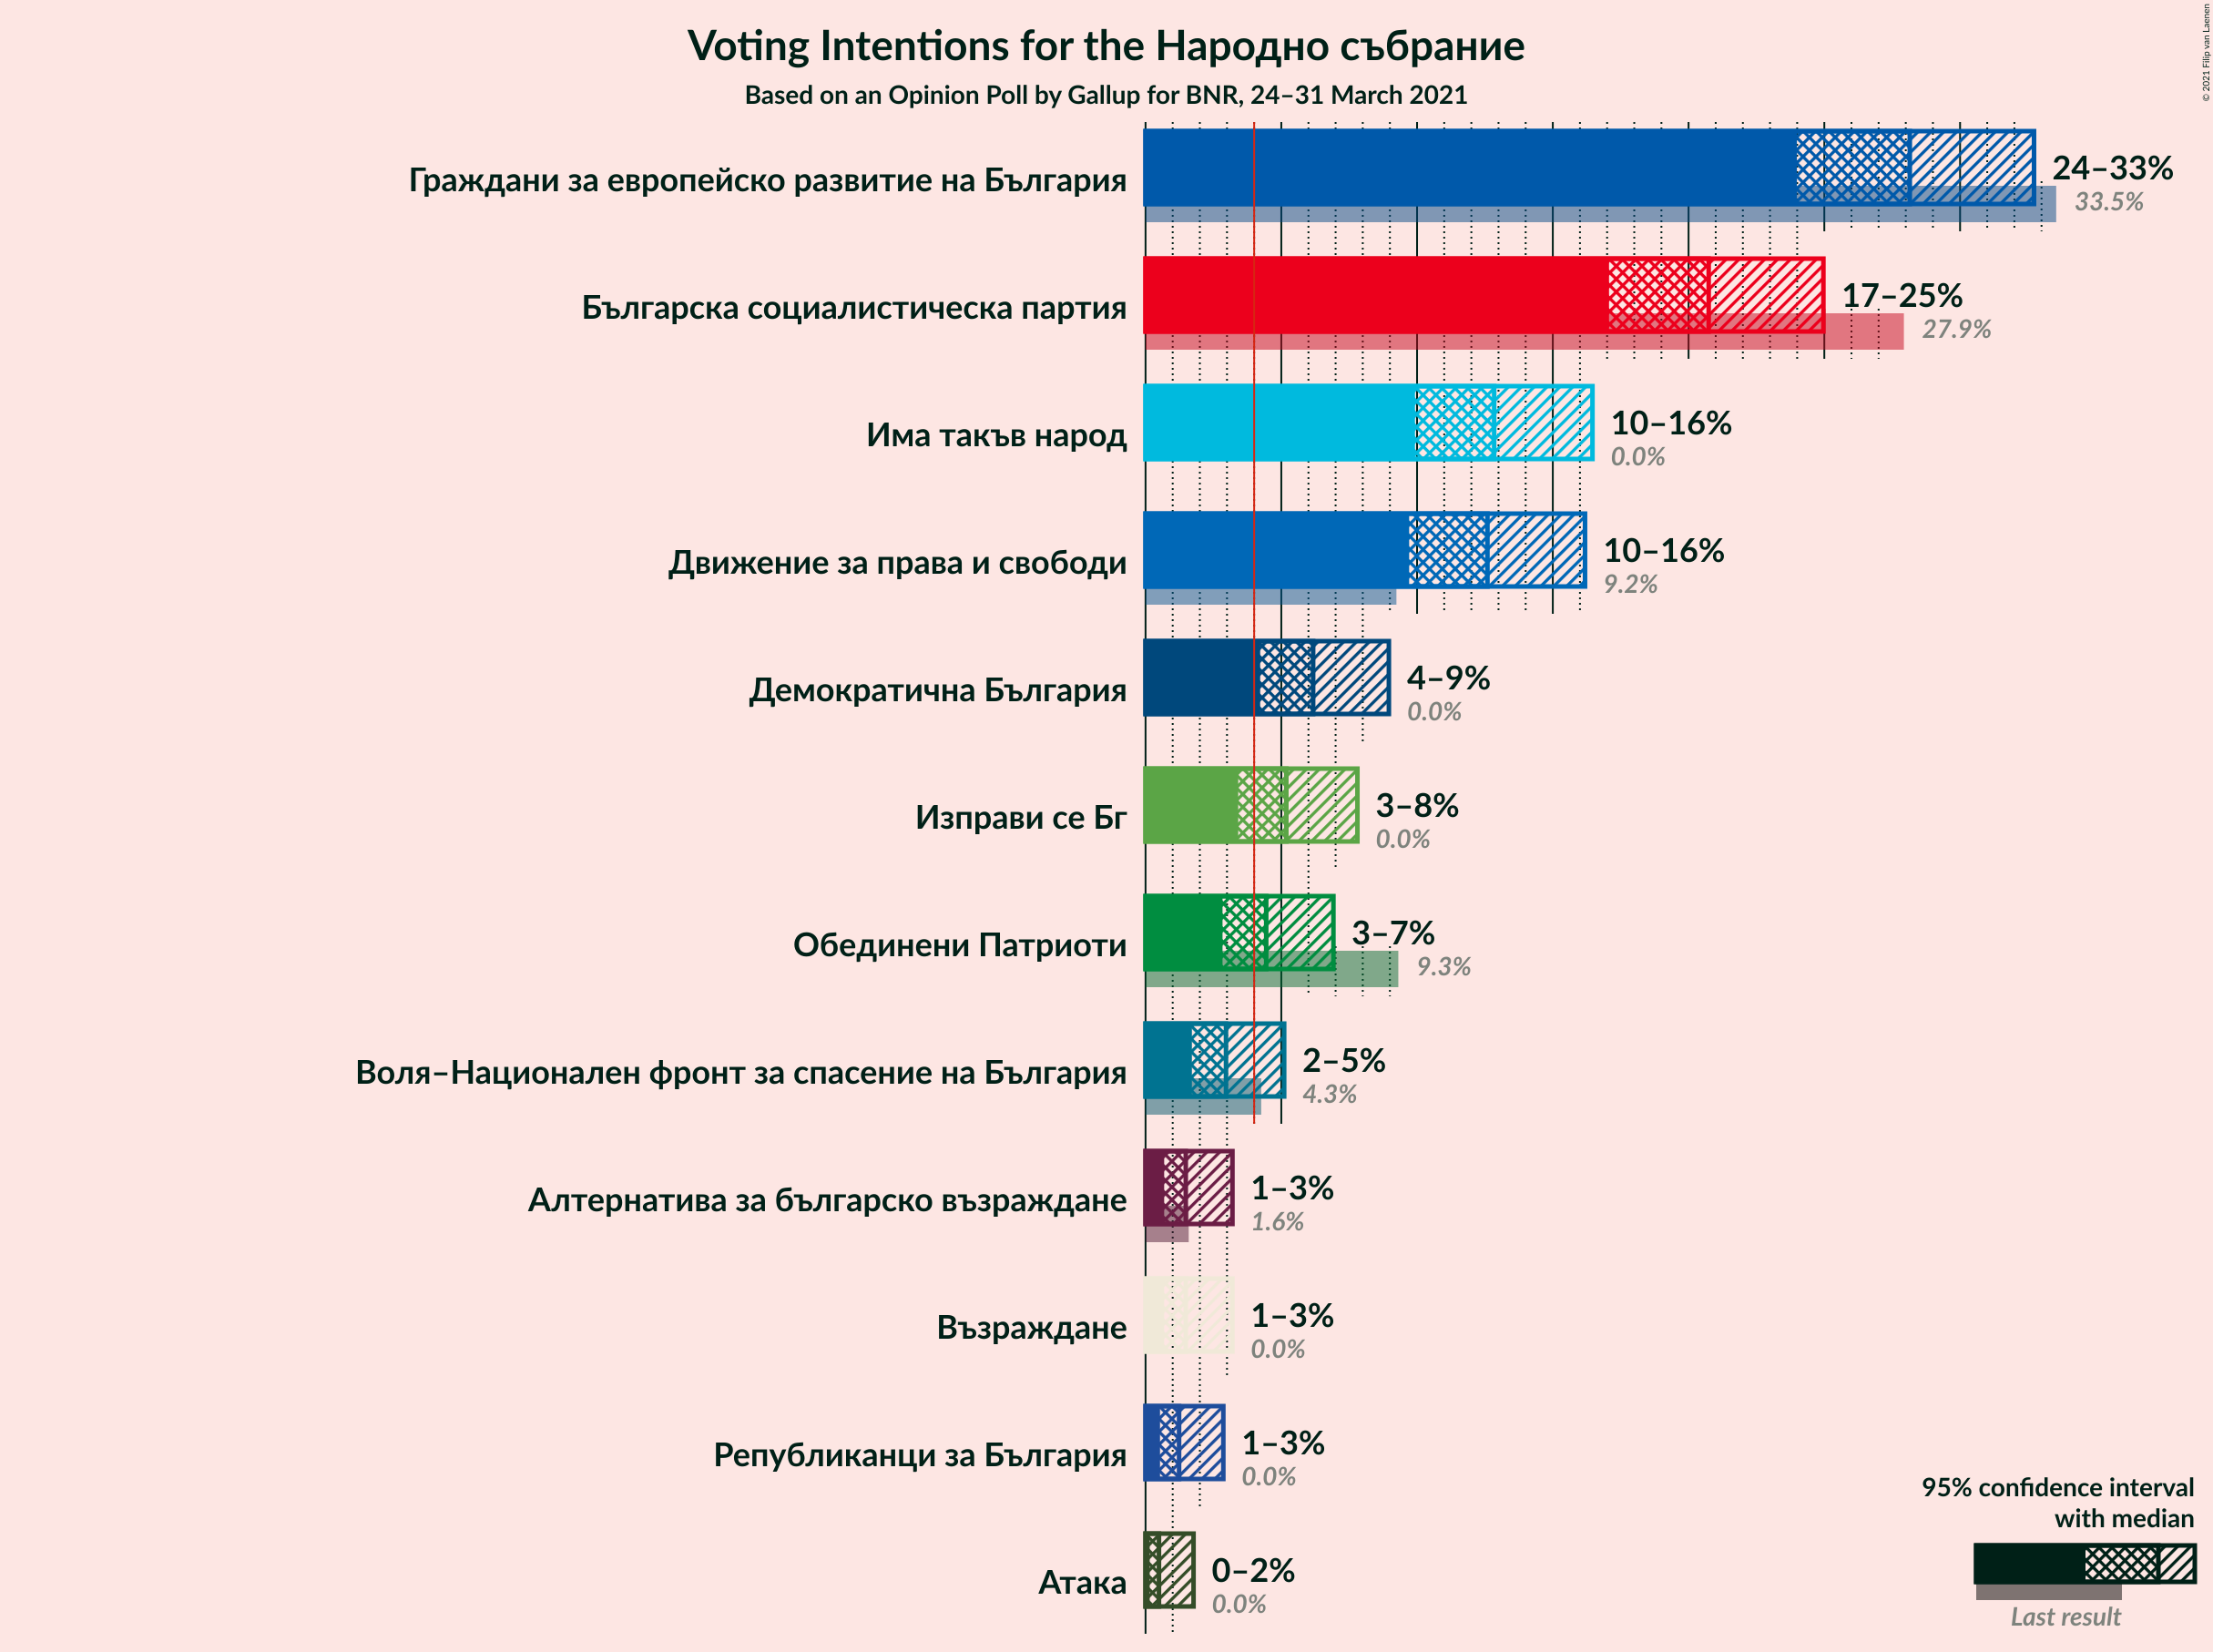 © 2021 Filip van Laenen
Voting Intentions for the Народно събрание
Based on an Opinion Poll by Gallup for BNR, 24–31 March 2021
Граждани за европейско развитие на България
24–33%
33.5%
Българска социалистическа партия
17–25%
27.9%
Има такъв народ
10–16%
0.0%
Движение за права и свободи
10–16%
9.2%
Демократична България
4–9%
0.0%
Изправи се Бг
3–8%
0.0%
Обединени Патриоти
3–7%
9.3%
Воля–Национален фронт за спасение на България
2–5%
4.3%
Алтернатива за българско възраждане
1–3%
1.6%
Възраждане
1–3%
0.0%
Републиканци за България
1–3%
0.0%
Атака
0–2%
0.0%
95% confidence interval
with median
Last result